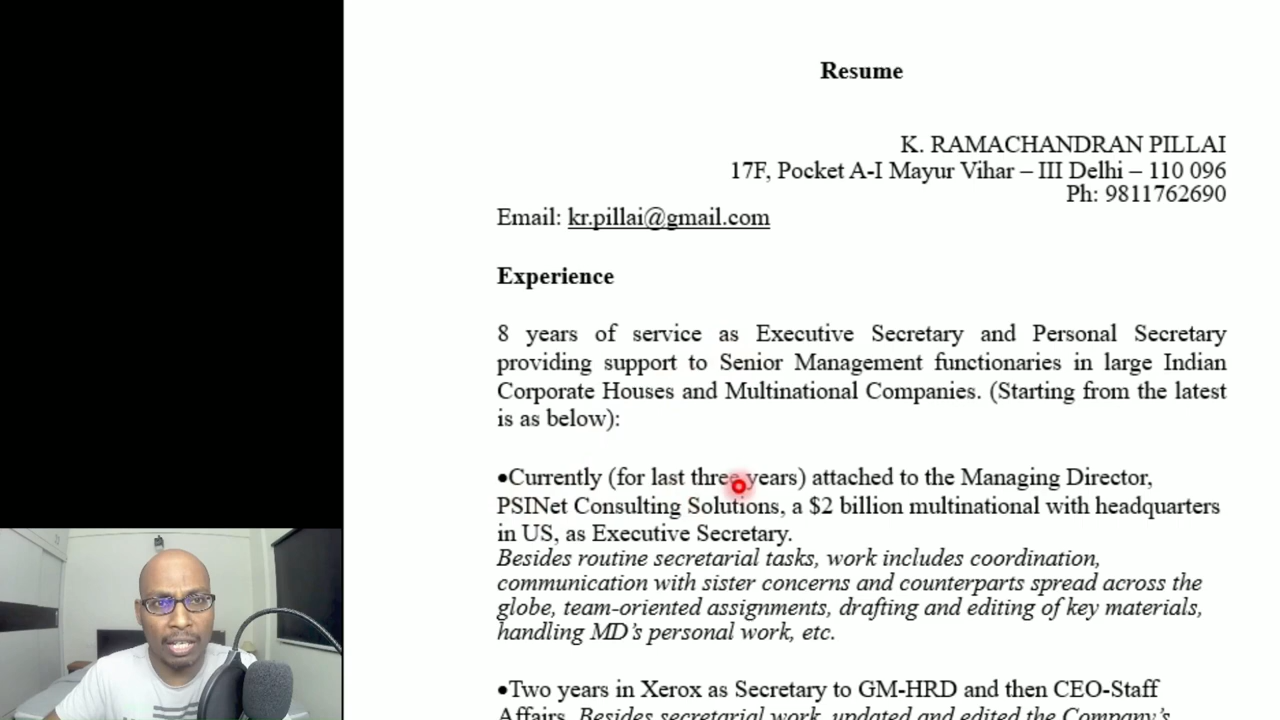 Resume
K. RAMACHANDRAN PILLAI
17F, Pocket A-I Mayur Vihar – III Delhi – 110 096
Ph: 9811762690
Email: kr.pillai@gmail.com
Experience
8 years of service as Executive Secretary and Personal Secretary
providing support to Senior Management functionaries in large Indian
Corporate Houses and Multinational Companies. (Starting from the latest
is as below):
•Currently (for last three years) attached to the Managing Director,
PSINet Consulting Solutions, a $2 billion multinational with headquarters
in US, as Executive Secretary.
Besides routine secretarial tasks, work includes coordination,
communication with sister concerns and counterparts spread across the
globe, team-oriented assignments, drafting and editing of key materials,
handling MD's personal work, etc.
•Two years in Xerox as Secretary to GM-HRD and then CEO-Staff
Affairs. Besides secretarial work, updated and edited the Company's